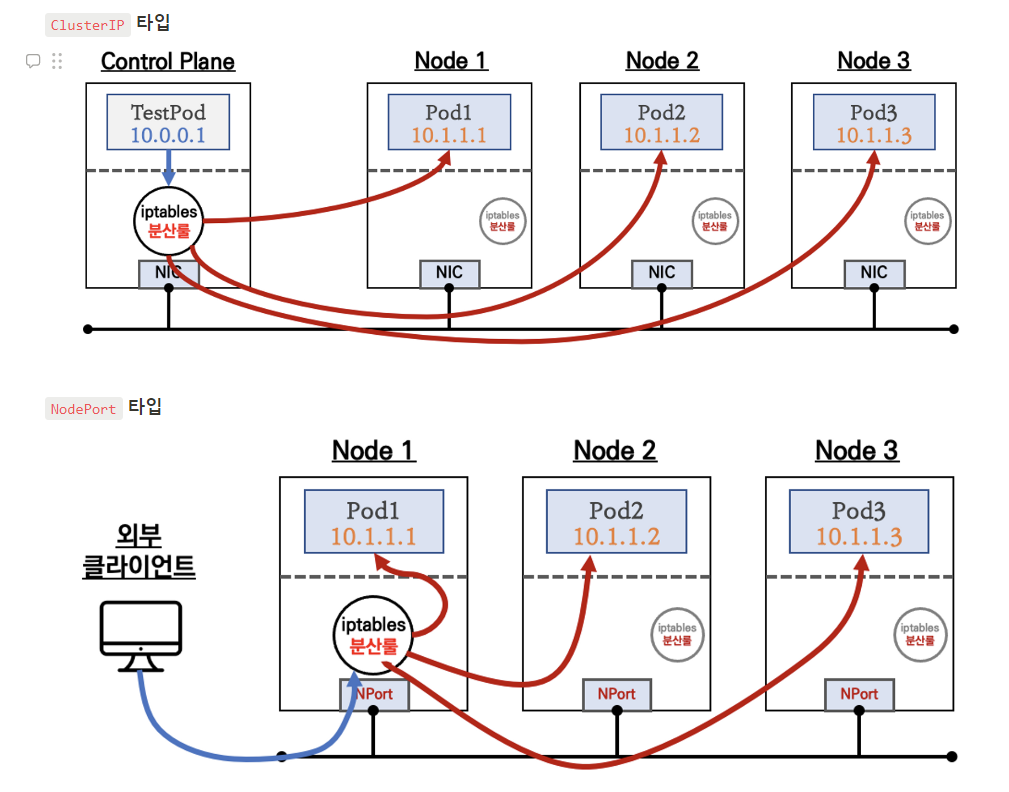 ClusterIP 타입
Control Plane
Node 1
Node 2
Node 3
TestPod
10.0.0.1
Pod1
10.1.1.1
Pod2
10.1.1.2
Pod3
10.1.1.3
iptables
분산룰
iptables
분산룰
iptables
분산룰
iptables
분산룰
NIC
NIC
NIC
NIC
NodePort 타입
Node 1
Node 2
Node 3
외부
클라이언트
Pod1
10.1.1.1
Pod2
10.1.1.2
Pod3
10.1.1.3
iptables
분산룰
iptables
분산룰
iptables
분산룰
NPort
NPort
NPort